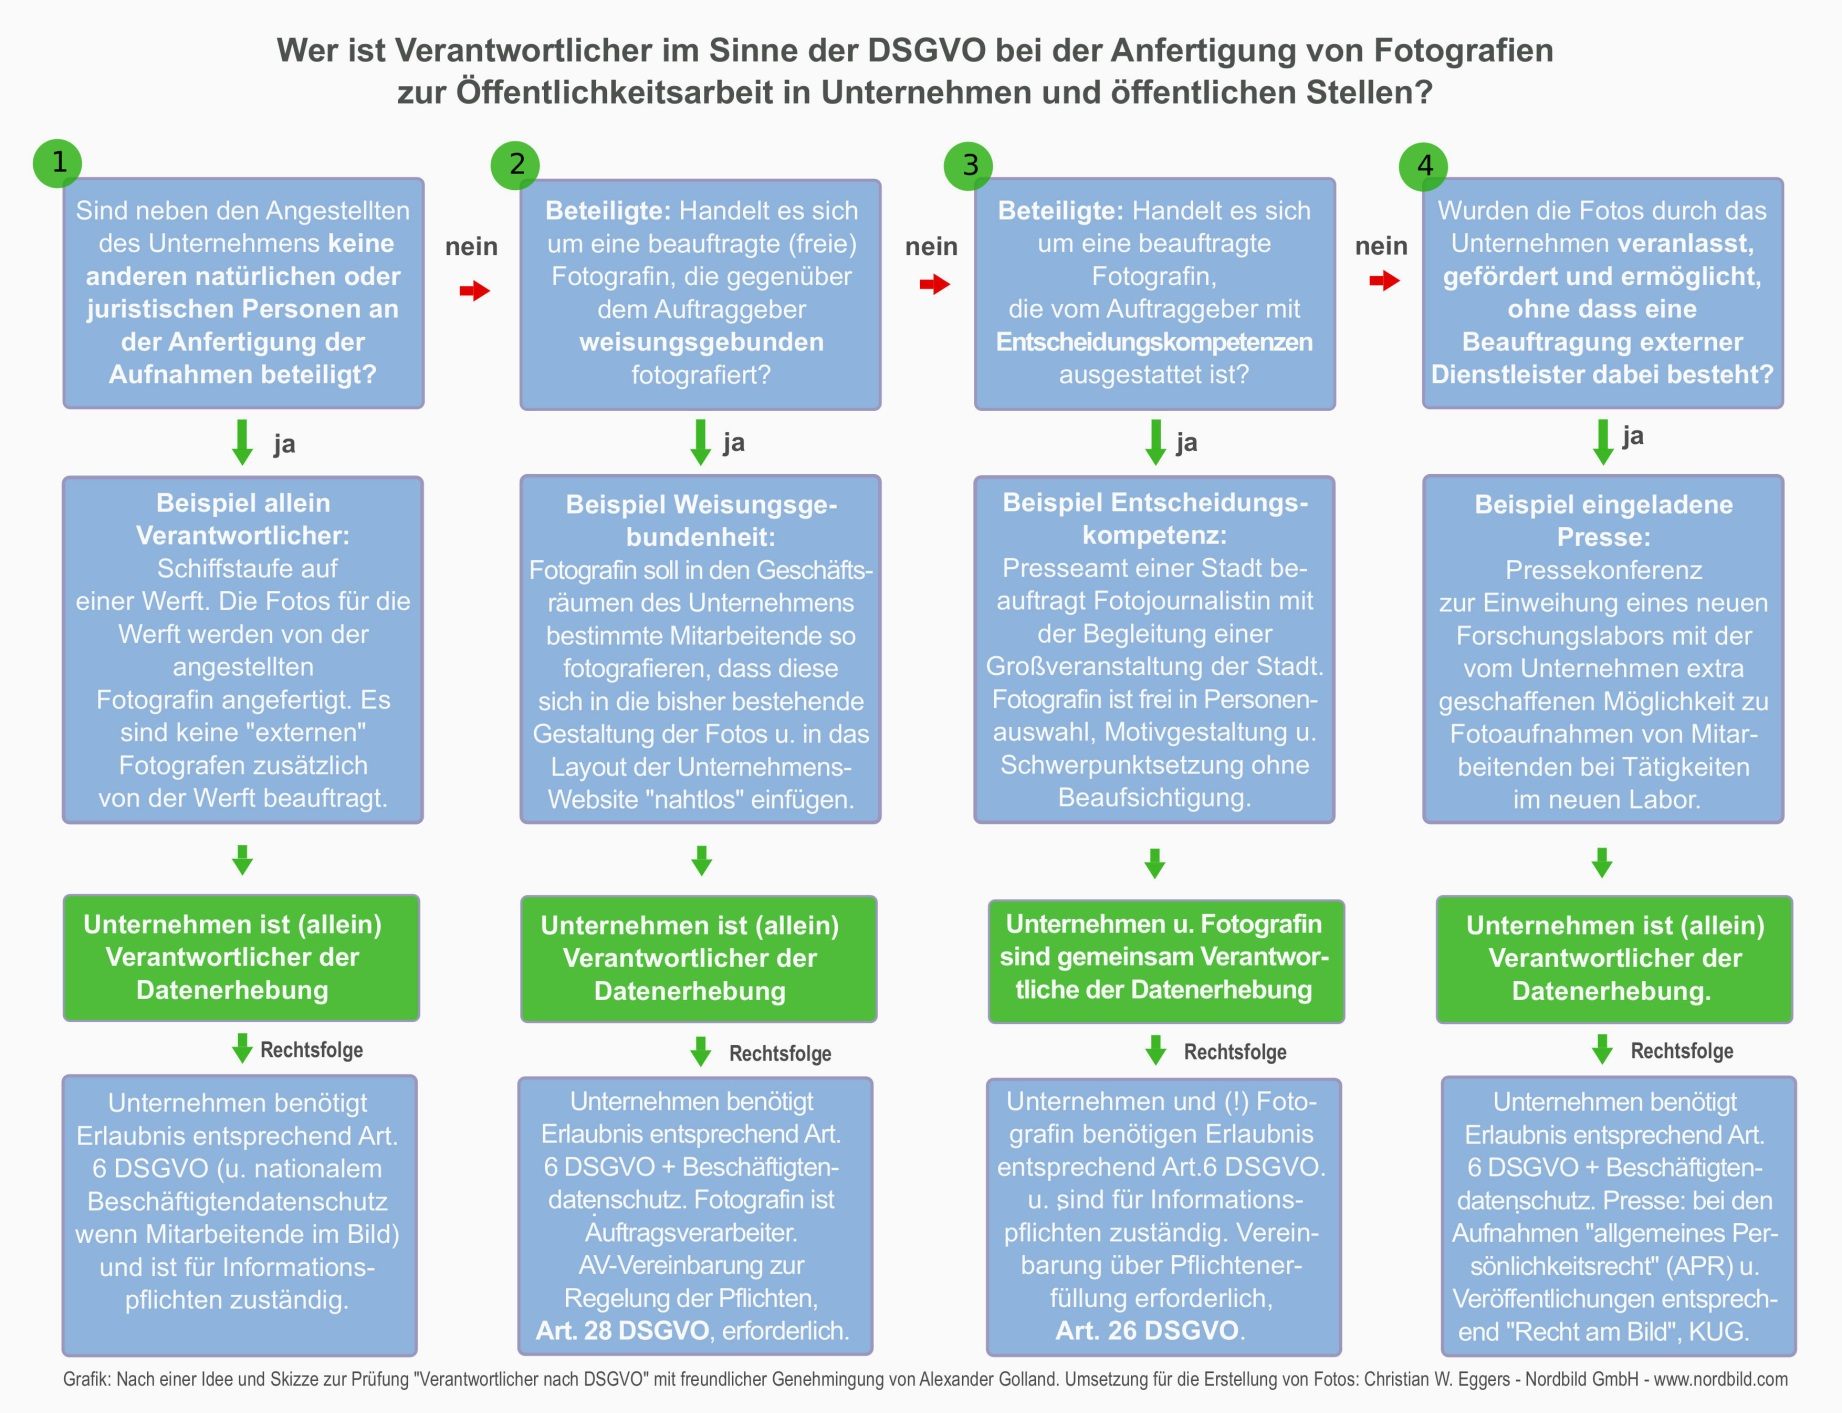 Wer ist Verantwortlicher im Sinne der DSGVO bei der Anfertigung von Fotografien
zur Öffentlichkeitsarbeit in Unternehmen und öffentlichen Stellen?
1
Sind neben den Angestellten
des Unternehmens keine
anderen natürlichen oder
juristischen Personen an
der Anfertigung der
Aufnahmen beteiligt?
nein
2
Beteiligte: Handelt es sich
um eine beauftragte (freie)
Fotografin, die gegenüber
dem Auftraggeber
weisungsgebunden
fotografiert?
nein
3
Beteiligte: Handelt es sich
um eine beauftragte
Fotografin,
die vom Auftraggeber mit
Entscheidungskompetenzen
ausgestattet ist?
nein
4
Wurden die Fotos durch das
Unternehmen veranlasst,
gefördert und ermöglicht,
ohne dass eine
Beauftragung externer
Dienstleister dabei besteht?
ja
ja
ja
ja
Beispiel allein
Verantwortlicher:
Schiffstaufe auf
einer Werft. Die Fotos für die
Werft werden von der
angestellten
Fotografin angefertigt. Es
sind keine "externen"
Fotografen zusätzlich
von der Werft beauftragt.
Beispiel Weisungsge-
bundenheit:
Fotografin soll in den Geschäfts-
räumen des Unternehmens
bestimmte Mitarbeitende so
fotografieren, dass diese
sich in die bisher bestehende
Gestaltung der Fotos u. in das
Layout der Unternehmens-
Website "nahtlos" einfügen.
Beispiel Entscheidungs-
kompetenz:
Presseamt einer Stadt be-
auftragt Fotojournalistin mit
der Begleitung einer
Großveranstaltung der Stadt.
Fotografin ist frei in Personen-
auswahl, Motivgestaltung u.
Schwerpunktsetzung ohne
Beaufsichtigung.
Beispiel eingeladene
Presse:
Pressekonferenz
zur Einweihung eines neuen
Forschungslabors mit der
vom Unternehmen extra
geschaffenen Möglichkeit zu
Fotoaufnahmen von Mitar-
beitenden bei Tätigkeiten
im neuen Labor.
Unternehmen ist (allein)
Verantwortlicher der
Datenerhebung
Unternehmen ist (allein)
Verantwortlicher der
Datenerhebung
Unternehmen u. Fotografin
sind gemeinsam Verantwor-
tliche der Datenerhebung
Unternehmen ist (allein)
Verantwortlicher der
Datenerhebung.
Rechtsfolge
Rechtsfolge
Rechtsfolge
Rechtsfolge
Unternehmen benötigt
Erlaubnis entsprechend Art.
6 DSGVO (u. nationalem
Beschäftigtendatenschutz
wenn Mitarbeitende im Bild)
und ist für Informations-
pflichten zuständig.
Unternehmen benötigt
Erlaubnis entsprechend Art.
6 DSGVO + Beschäftigten-
datenschutz. Fotografin ist
Auftragsverarbeiter.
AV-Vereinbarung zur
Regelung der Pflichten,
Art. 28 DSGVO, erforderlich.
Unternehmen und (!) Foto-
grafin benötigen Erlaubnis
entsprechend Art.6 DSGVO.
u. sind für Informations-
pflichten zuständig. Verein-
barung über Pflichtener-
füllung erforderlich,
Art. 26 DSGVO.
Unternehmen benötigt
Erlaubnis entsprechend Art.
6 DSGVO + Beschäftigten-
datenschutz. Presse: bei den
Aufnahmen "allgemeines Per-
sönlichkeitsrecht" (APR) u.
Veröffentlichungen entsprech-
end "Recht am Bild", KUG.
Grafik: Nach einer Idee und Skizze zur Prüfung "Verantwortlicher nach DSGVO" mit freundlicher Genehmingung von Alexander Golland. Umsetzung für die Erstellung von Fotos: Christian W. Eggers - Nordbild GmbH - www.nordbild.com